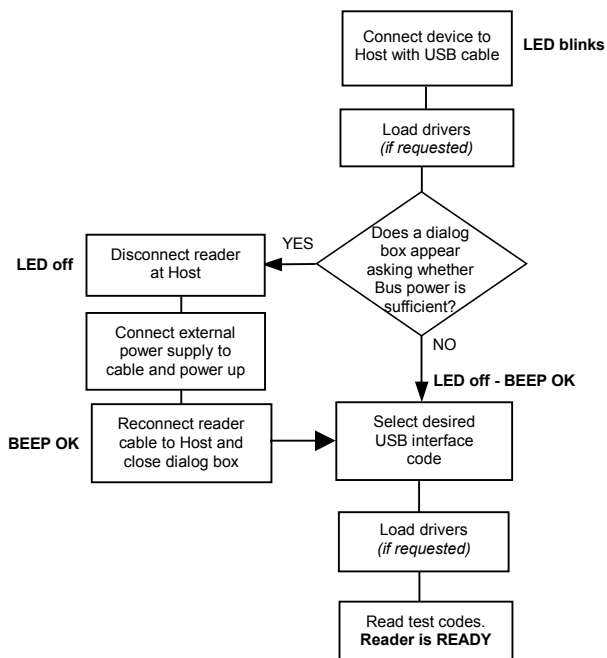 Connect device to
Host with USB cable
LED blinks
Load drivers
(if requested)
Does a dialog
box appear
asking whether
Bus power is
sufficient?
YES
Disconnect reader
at Host
LED off
Connect external
power supply to
cable and power up
NO
LED off - BEEP OK
BEEP OK
Reconnect reader
cable to Host and
close dialog box
Select desired
USB interface
code
Load drivers
(if requested)
Read test codes.
Reader is READY